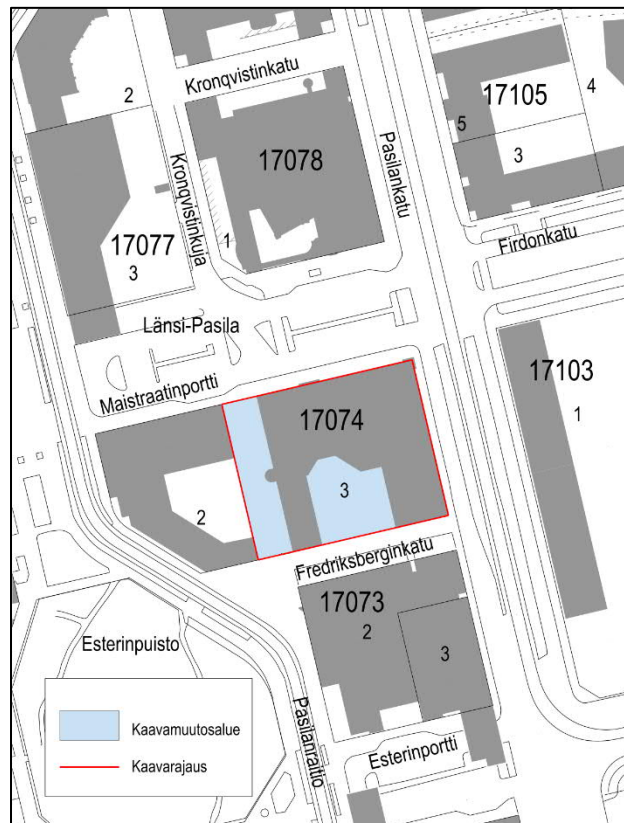 Kronqvistinkatu
2
17105
4
5
3
Pasilankatu
17078
Kronqvistinkuja
17077
3
1
Firdonkatu
Länsi-Pasila
Maistraatinportti
17103
1
17074
3
2
Fredriksberginkatu
17073
2
3
Esterinpuisto
Pasilanraitio
Esterinportti
Kaavamuutosalue
Kaavarajaus